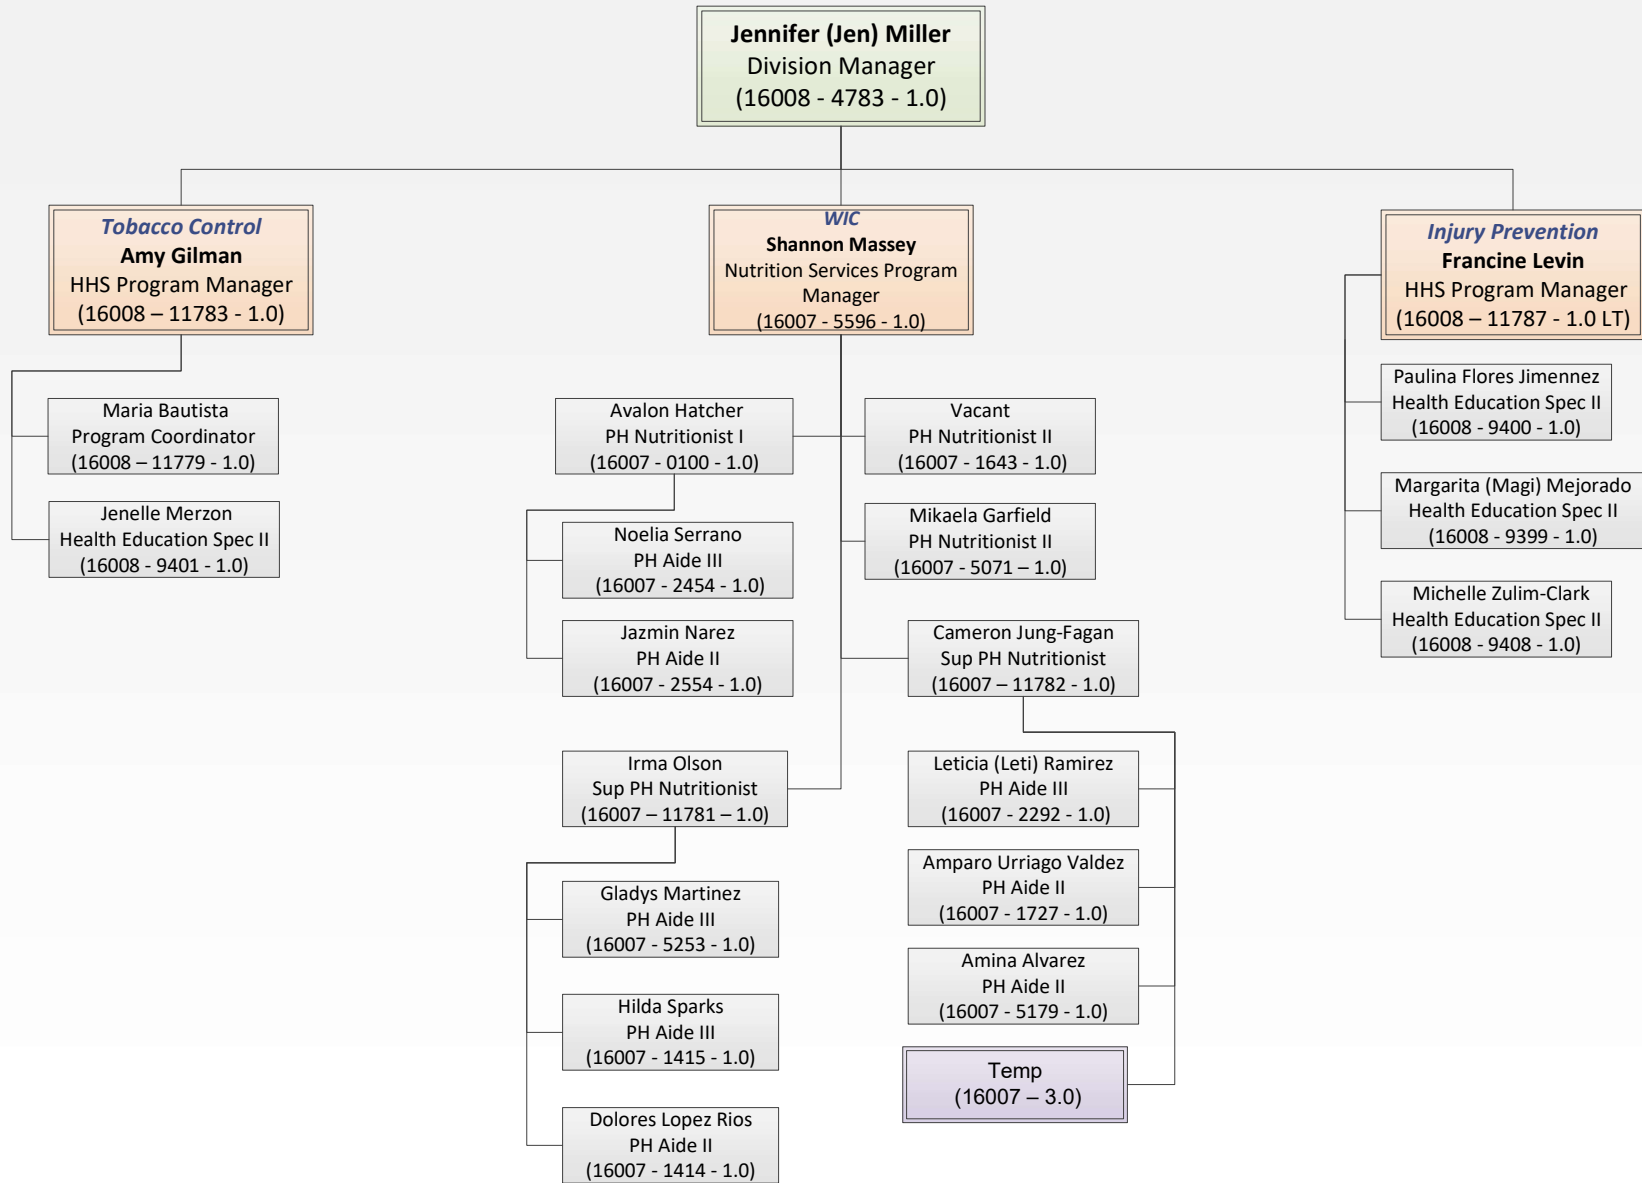 Jennifer (Jen) Miller
Division Manager
(16008 - 4783 - 1.0)
Tobacco Control
Amy Gilman
HHS Program Manager
(16008 – 11783 - 1.0)
Maria Bautista
Program Coordinator
(16008 – 11779 - 1.0)
Jenelle Merzon
Health Education Spec II
(16008 - 9401 - 1.0)
WIC
Shannon Massey
Nutrition Services Program
Manager
(16007 - 5596 - 1.0)
Avalon Hatcher
PH Nutritionist I
(16007 - 0100 - 1.0)
Noelia Serrano
PH Aide III
(16007 - 2454 - 1.0)
Jazmin Narez
PH Aide II
(16007 - 2554 - 1.0)
Vacant
PH Nutritionist II
(16007 - 1643 - 1.0)
Mikaela Garfield
PH Nutritionist II
(16007 - 5071 – 1.0)
Irma Olson
Sup PH Nutritionist
(16007 – 11781 – 1.0)
Gladys Martinez
PH Aide III
(16007 - 5253 - 1.0)
Hilda Sparks
PH Aide III
(16007 - 1415 - 1.0)
Dolores Lopez Rios
PH Aide II
(16007 - 1414 - 1.0)
Cameron Jung-Fagan
Sup PH Nutritionist
(16007 – 11782 - 1.0)
Leticia (Leti) Ramirez
PH Aide III
(16007 - 2292 - 1.0)
Amparo Urriago Valdez
PH Aide II
(16007 - 1727 - 1.0)
Amina Alvarez
PH Aide II
(16007 - 5179 - 1.0)
Temp
(16007 – 3.0)
Injury Prevention
Francine Levin
HHS Program Manager
(16008 – 11787 - 1.0 LT)
Paulina Flores Jimennez
Health Education Spec II
(16008 - 9400 - 1.0)
Margarita (Magi) Mejorado
Health Education Spec II
(16008 - 9399 - 1.0)
Michelle Zulim-Clark
Health Education Spec II
(16008 - 9408 - 1.0)